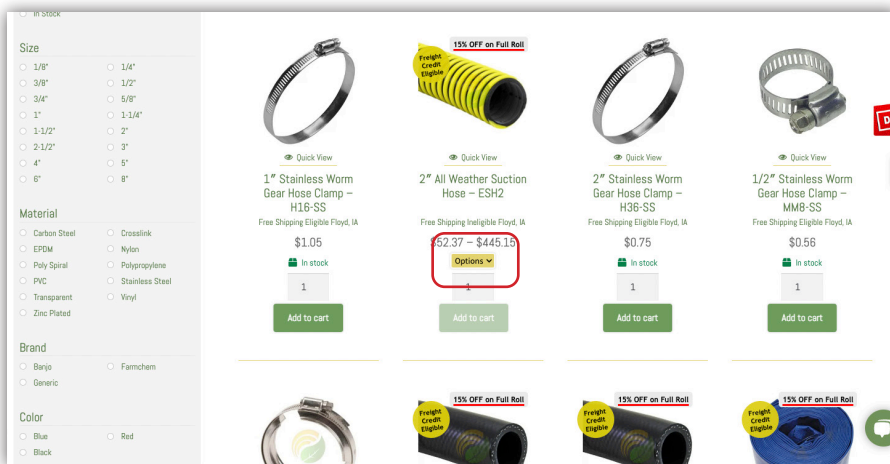 In Stock
Size
1/8"
1/4"
3/8"
1/2"
3/4"
5/8"
1"
1-1/4"
1-1/2"
2"
2-1/2"
3"
4"
5"
6"
8"
Material
Carbon Steel
Crosslink
EPDM
Nylon
Poly Spiral
Polypropylene
PVC
Stainless Steel
Transparent
Vinyl
Zinc Plated
Brand
Banjo
Farmchem
Generic
Color
Blue
Red
Black
Quick View
1″ Stainless Worm
Gear Hose Clamp –
H16-SS
Free Shipping Eligible Floyd, IA
$1.05
In stock
1
Add to cart
15% OFF on Full Roll
Freight
Credit
Eligible
Quick View
2″ All Weather Suction
Hose – ESH2
Free Shipping Ineligible Floyd, IA
$52.37 – $445.15
Options
1
Add to cart
Quick View
2″ Stainless Worm
Gear Hose Clamp –
H36-SS
Free Shipping Eligible Floyd, IA
$0.75
In stock
1
Add to cart
Quick View
1/2″ Stainless Worm
Gear Hose Clamp –
MM8-SS
Free Shipping Eligible Floyd, IA
$0.56
In stock
1
Add to cart
15% OFF on Full Roll
Freight
Credit
Eligible
15% OFF on Full Roll
Freight
Credit
Eligible
15% OFF on Full Roll
Freight
Credit
Eligible